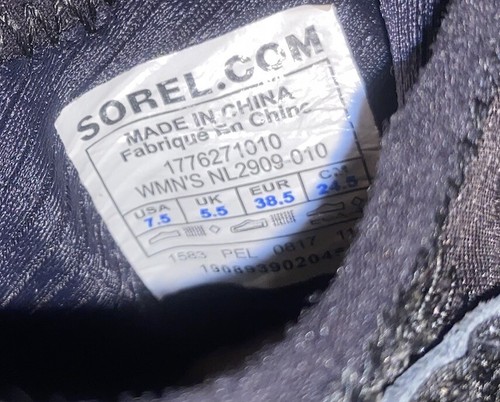 SOREL.COM
MADE IN CHINA
Fabriqué En Chine
1776271010
WMN'S NL2909-010
USA UK EUR CM
7.5 5.5 38.5 24.5
1583 PEL 0817